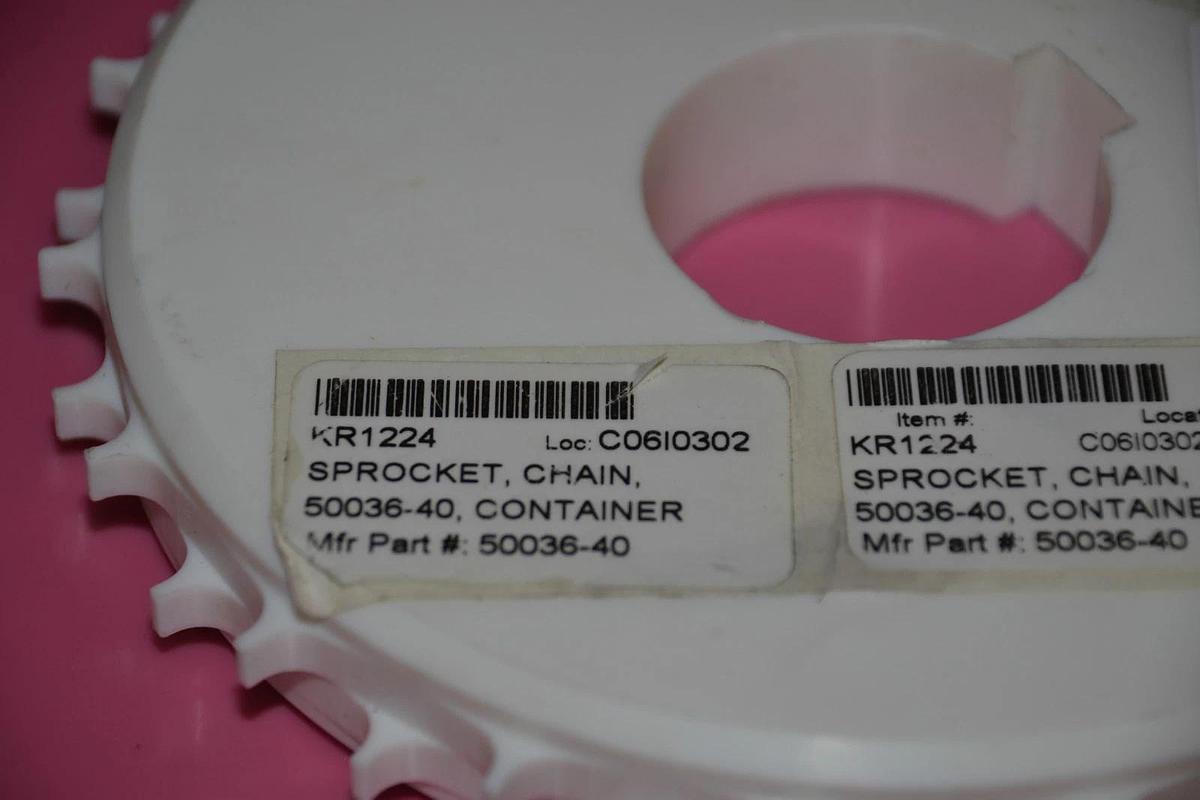 KR1224 Loc: C06I0302
SPROCKET, CHAIN,
50036-40, CONTAINER
Mfr Part #: 50036-40
Item #: Locat
KR1224 C06I0302
SPROCKET, CHAIN,
50036-40, CONTAINE
Mfr Part #: 50036-40